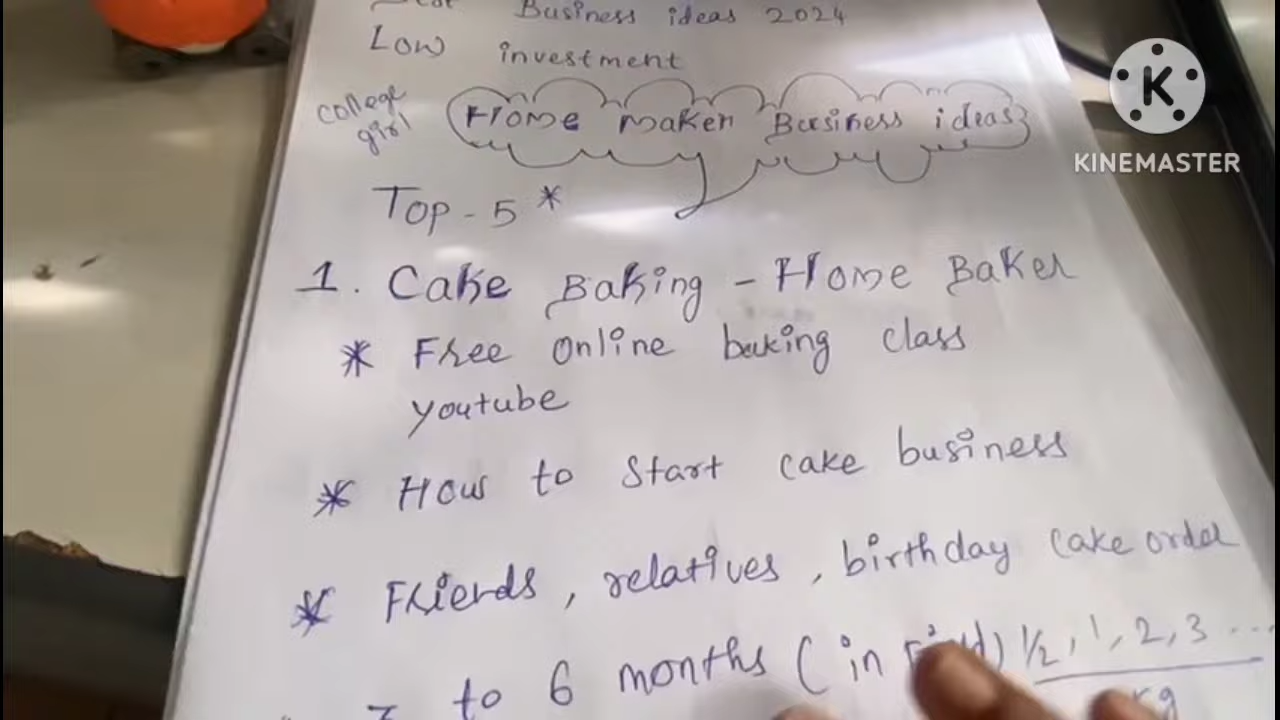 Business ideas 2024
Low investment
college girl
Home maker Business ideas
Top - 5 *
1. Cake Baking - Home Baker
* Free online baking class
youtube
* How to Start cake business
* Friends, relatives, birthday cake order
to 6 months (in 1/2, 1, 2, 3 ...
kg
K
KINEMASTER